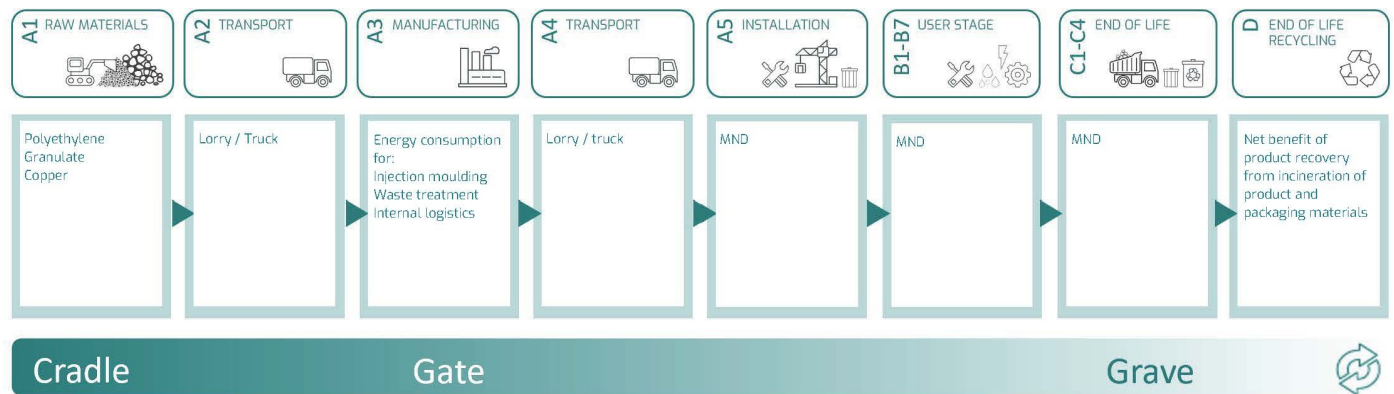 A1 RAW MATERIALS
A2 TRANSPORT
A3 MANUFACTURING
A4 TRANSPORT
A5 INSTALLATION
B1-B7 USER STAGE
C1-C4 END OF LIFE
D END OF LIFE
RECYCLING
Polyethylene
Granulate
Copper
Lorry / Truck
Energy consumption
for:
Injection moulding
Waste treatment
Internal logistics
Lorry / truck
MND
MND
MND
Net benefit of
product recovery
from incineration of
product and
packaging materials
Cradle
Gate
Grave